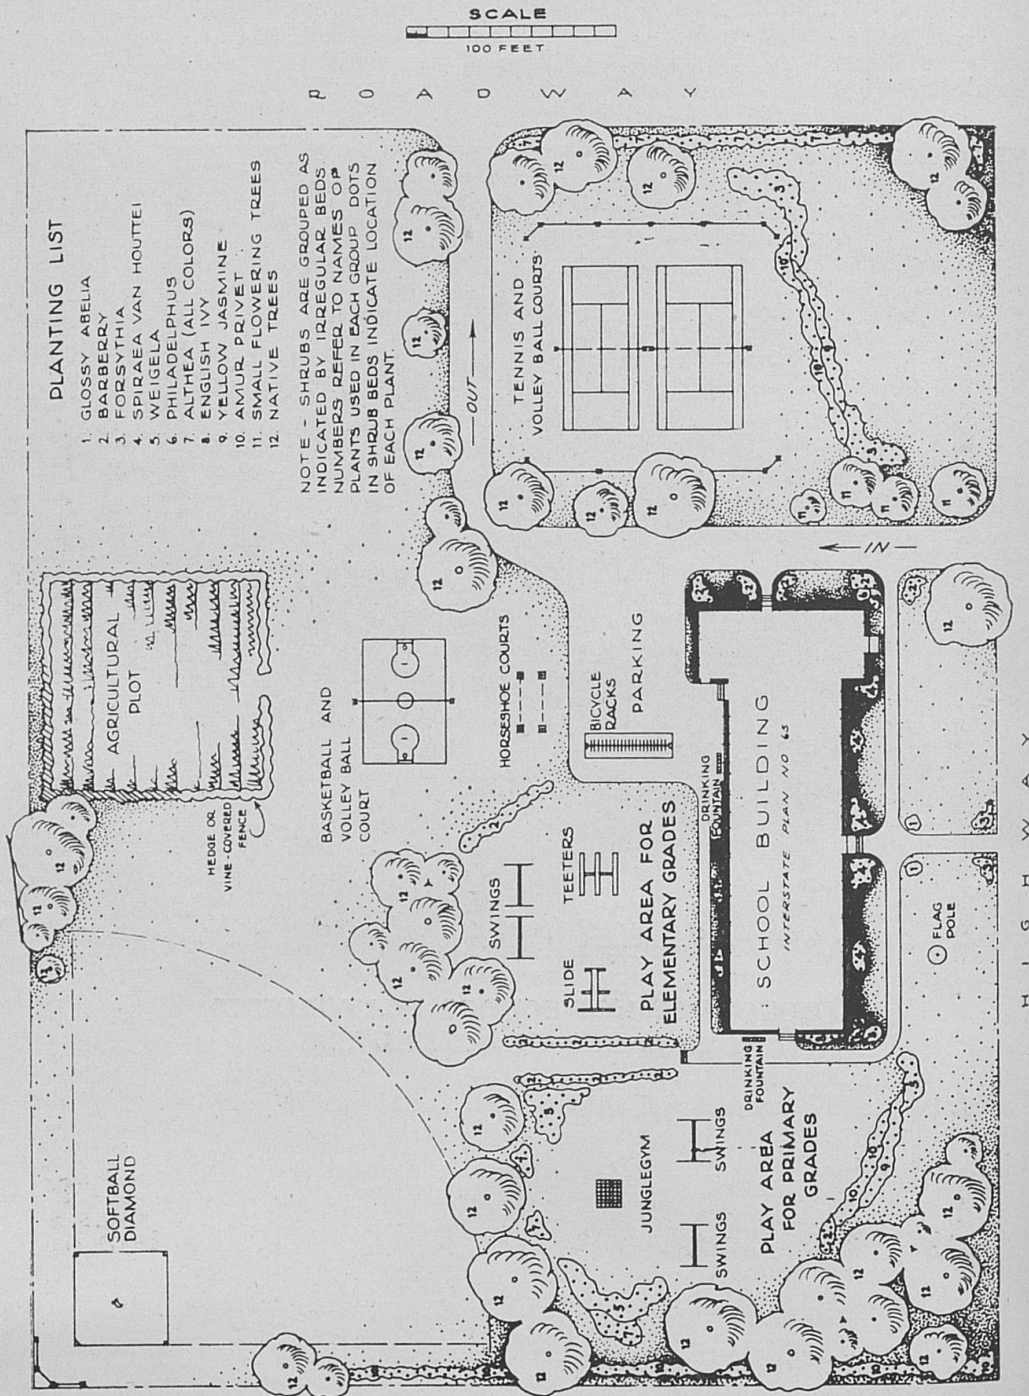 SCALE
100 FEET
ROADWAY
PLANTING LIST
1. GLOSSY ABELIA
2. BARBERRY
3. FORSYTHIA
4. SPIRAEA VAN HOUTTEI
5. WEIGELA
6. PHILADELPHUS
7. ALTHEA (ALL COLORS)
8. ENGLISH IVY
9. YELLOW JASMINE
10. AMUR PRIVET
11. SMALL FLOWERING TREES
12. NATIVE TREES
NOTE - SHRUBS ARE GROUPED AS
INDICATED BY IRREGULAR BEDS
NUMBERS REFER TO NAMES OF
PLANTS USED IN EACH GROUP DOTS
IN SHRUB BEDS INDICATE LOCATION
OF EACH PLANT.
OUT
TENNIS AND
VOLLEY BALL COURTS
IN
AGRICULTURAL
PLOT
HEDGE OR
VINE-COVERED
FENCE
BASKETBALL AND
VOLLEY BALL
COURT
HORSESHOE COURTS
BICYCLE
RACKS
PARKING
SWINGS
TEETERS
SLIDE
PLAY AREA FOR
ELEMENTARY GRADES
DRINKING
FOUNTAIN
SCHOOL BUILDING
INTERSTATE PLAN NO 65
FLAG
POLE
HIGHWAY
SOFTBALL
DIAMOND
JUNGLEGYM
SWINGS
SWINGS
DRINKING
FOUNTAIN
PLAY AREA
FOR PRIMARY
GRADES